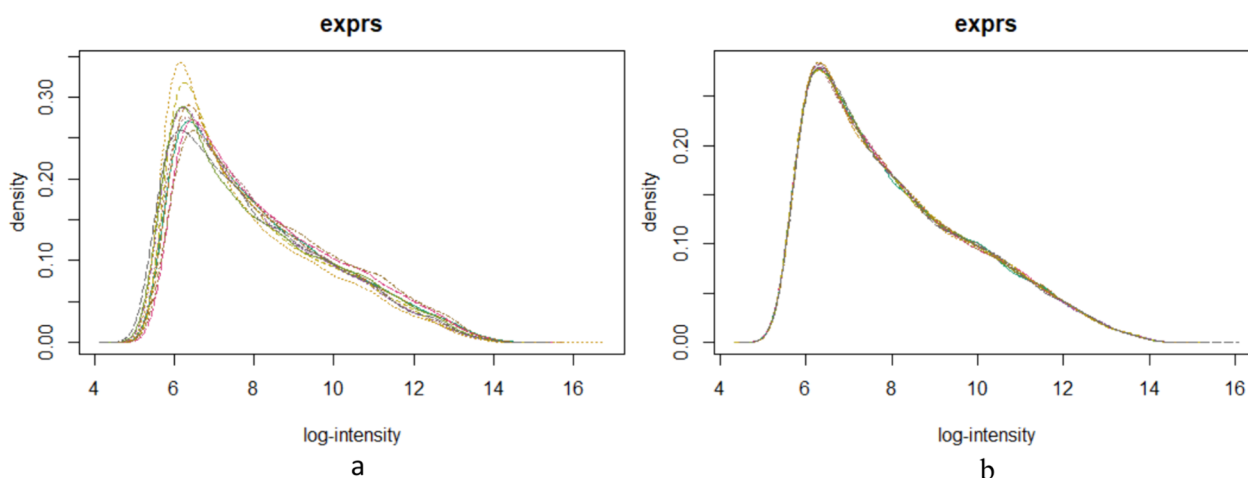 exprs
density
0.00 0.10 0.20 0.30
4 6 8 10 12 14 16
log-intensity
a
exprs
density
0.00 0.10 0.20
4 6 8 10 12 14 16
log-intensity
b